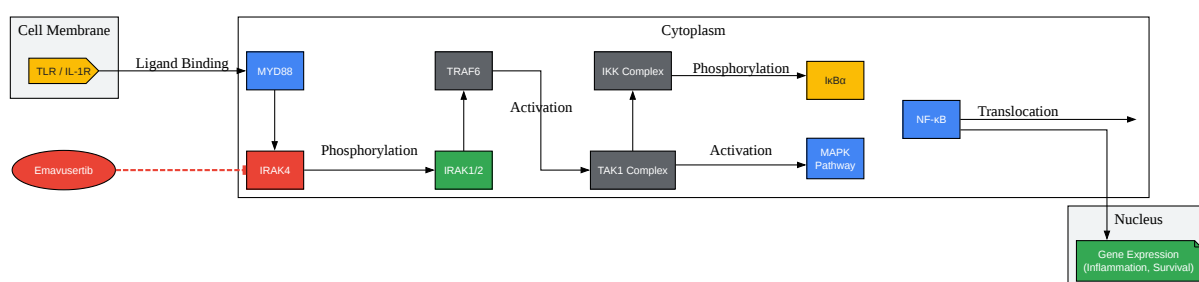 Cell Membrane
TLR / IL-1R
Ligand Binding
Cytoplasm
MYD88
TRAF6
IKK Complex
Phosphorylation
IκBα
Activation
NF-κB
Translocation
Emavusertib
IRAK4
Phosphorylation
IRAK1/2
TAK1 Complex
Activation
MAPK
Pathway
Nucleus
Gene Expression
(Inflammation, Survival)